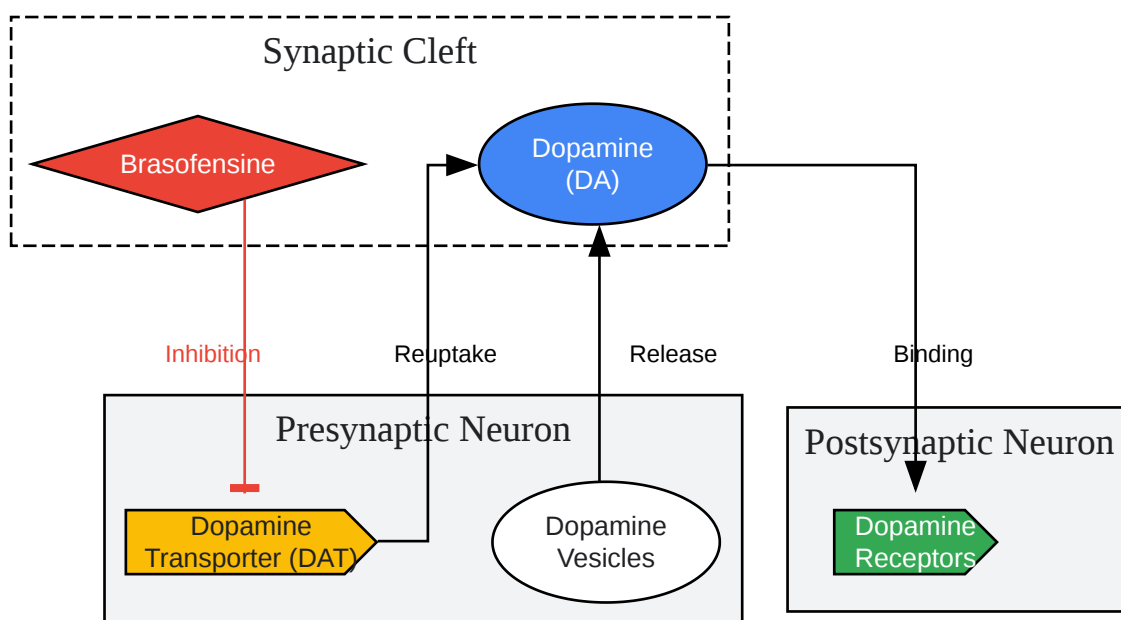 Synaptic Cleft
Brasofensine
Dopamine
(DA)
Inhibition
Reuptake
Release
Binding
Presynaptic Neuron
Postsynaptic Neuron
Dopamine
Transporter (DAT)
Dopamine
Vesicles
Dopamine
Receptors